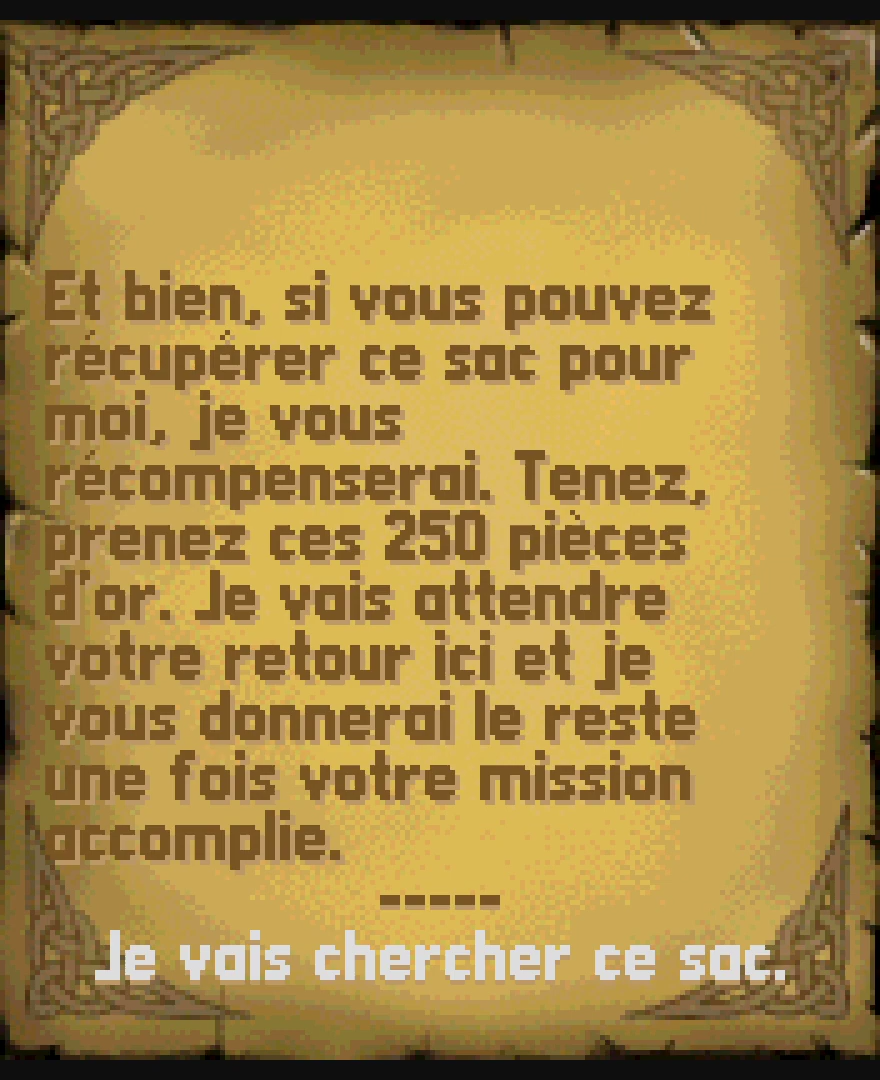 Et bien, si vous pouvez
récupérer ce sac pour
moi, je vous
récompenserai. Tenez,
prenez ces 250 pièces
d'or. Je vais attendre
votre retour ici et je
vous donnerai le reste
une fois votre mission
accomplie.
-----
Je vais chercher ce sac.